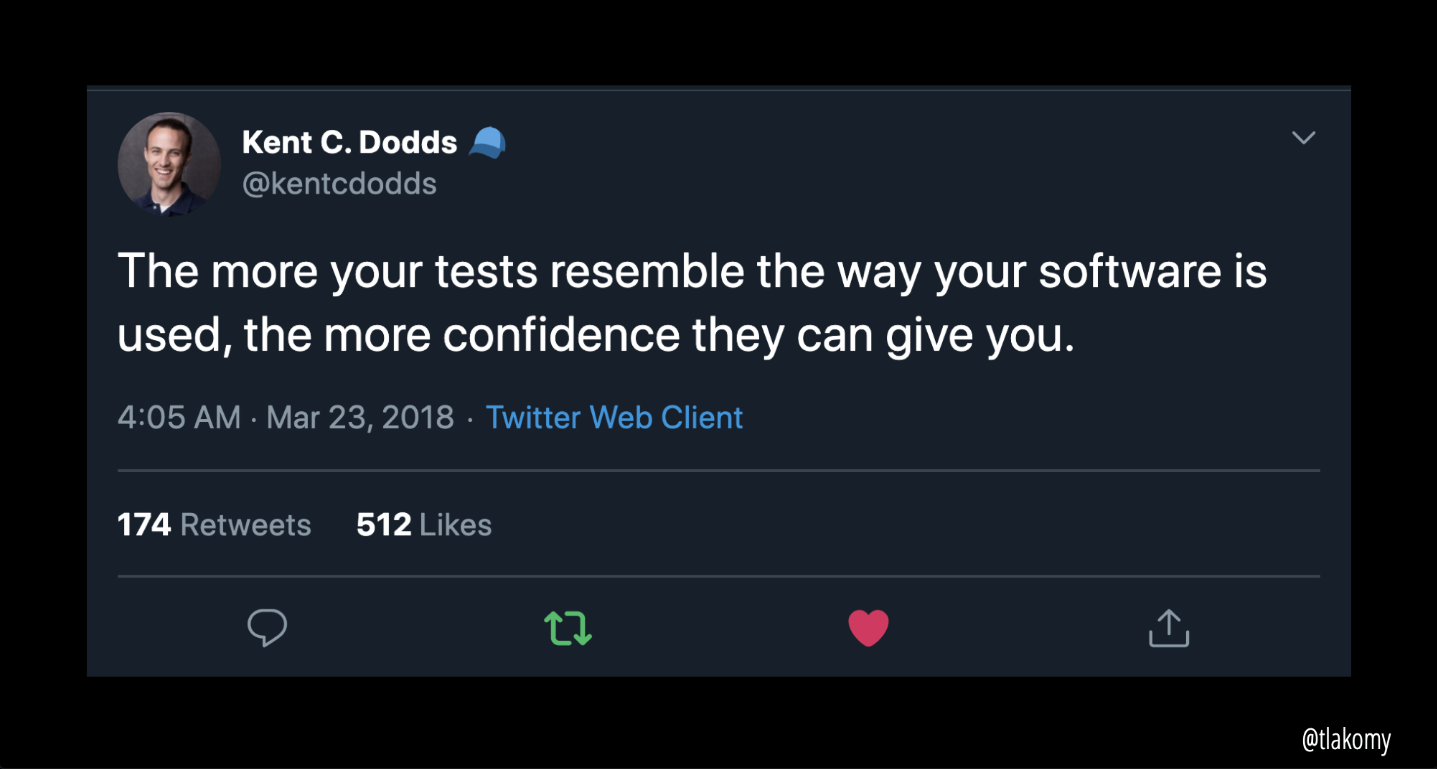 Kent C. Dodds 🧢
@kentcdodds
The more your tests resemble the way your software is
used, the more confidence they can give you.
4:05 AM · Mar 23, 2018 · Twitter Web Client
174 Retweets 512 Likes
@tlakomy